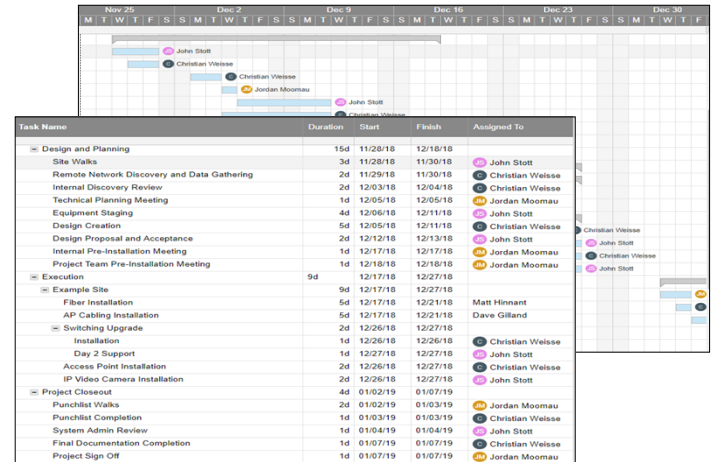 Nov 25 Dec 2 Dec 9 Dec 16 Dec 23 Dec 30
M T W T F S S M T W T F S S M T W T F S S M T W T F S S M T W T F S S M T W T F
JS John Stott
C Christian Weisse
C Christian Weisse
JM Jordan Moomau
JS John Stott
Christian Weisse
Task Name Duration Start Finish Assigned To
Design and Planning 15d 11/28/18 12/18/18
Site Walks 3d 11/28/18 11/30/18 JS John Stott
Remote Network Discovery and Data Gathering 2d 11/29/18 11/30/18 C Christian Weisse
Internal Discovery Review 2d 12/03/18 12/04/18 C Christian Weisse
Technical Planning Meeting 1d 12/05/18 12/05/18 JM Jordan Moomau
Equipment Staging 4d 12/06/18 12/11/18 JS John Stott
Design Creation 5d 12/05/18 12/11/18 C Christian Weisse
Design Proposal and Acceptance 2d 12/12/18 12/13/18 JS John Stott
Internal Pre-Installation Meeting 1d 12/17/18 12/17/18 JM Jordan Moomau
Project Team Pre-Installation Meeting 1d 12/18/18 12/18/18 JM Jordan Moomau
Execution 9d 12/17/18 12/27/18
Example Site 9d 12/17/18 12/27/18
Fiber Installation 5d 12/17/18 12/21/18 Matt Hinnant
AP Cabling Installation 5d 12/17/18 12/21/18 Dave Gilland
Switching Upgrade 2d 12/26/18 12/27/18
Installation 1d 12/26/18 12/26/18 C Christian Weisse
Day 2 Support 1d 12/27/18 12/27/18 JS John Stott
Access Point Installation 2d 12/26/18 12/27/18 C Christian Weisse
IP Video Camera Installation 2d 12/26/18 12/27/18 JS John Stott
Project Closeout 4d 01/02/19 01/07/19
Punchlist Walks 2d 01/02/19 01/03/19 JM Jordan Moomau
Punchlist Completion 1d 01/03/19 01/03/19 C Christian Weisse
System Admin Review 1d 01/04/19 01/04/19 JS John Stott
Final Documentation Completion 1d 01/07/19 01/07/19 C Christian Weisse
Project Sign Off 1d 01/07/19 01/07/19 JM Jordan Moomau
Christian Weisse
JS John Stott
C Christian Weisse
JS John Stott
JM
C